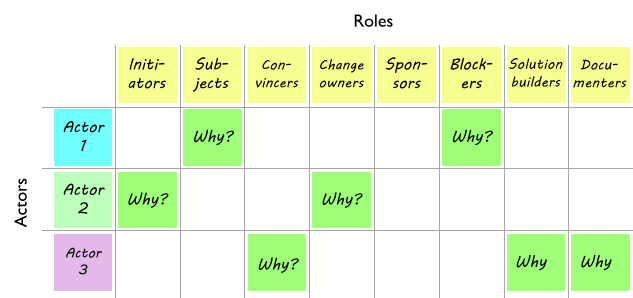 Roles
Initi-
ators
Sub-
jects
Con-
vincers
Change
owners
Spon-
sors
Block-
ers
Solution
builders
Docu-
menters
Actors
Actor
1
Why?
Why?
Actor
2
Why?
Why?
Actor
3
Why?
Why
Why